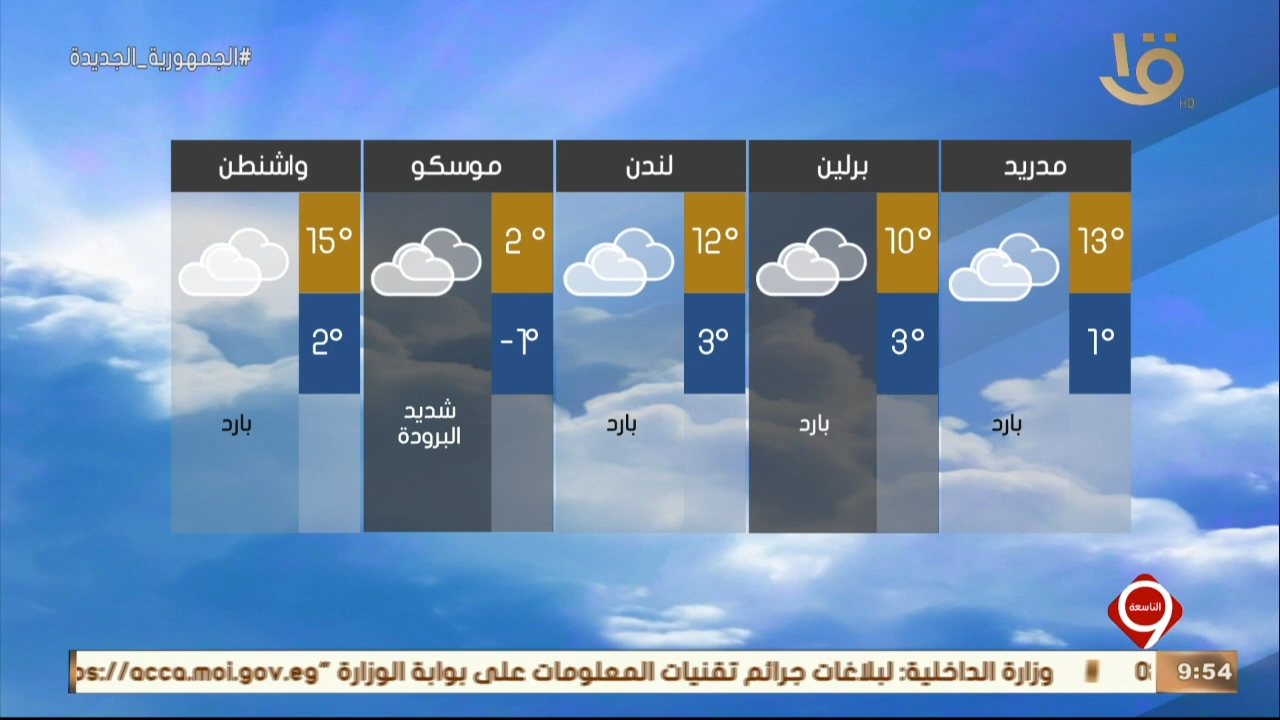 #الجمهورية_الجديدة
HD
مدريد
برلين
لندن
موسكو
واشنطن
13°
10°
12°
2°
15°
1°
3°
3°
-1°
2°
بارد
بارد
بارد
شديد
البرودة
بارد
التاسعة
9
9:54
وزارة الداخلية: لبلاغات جرائم تقنيات المعلومات على بوابة الوزارة "ps://acca.moi.gov.eg